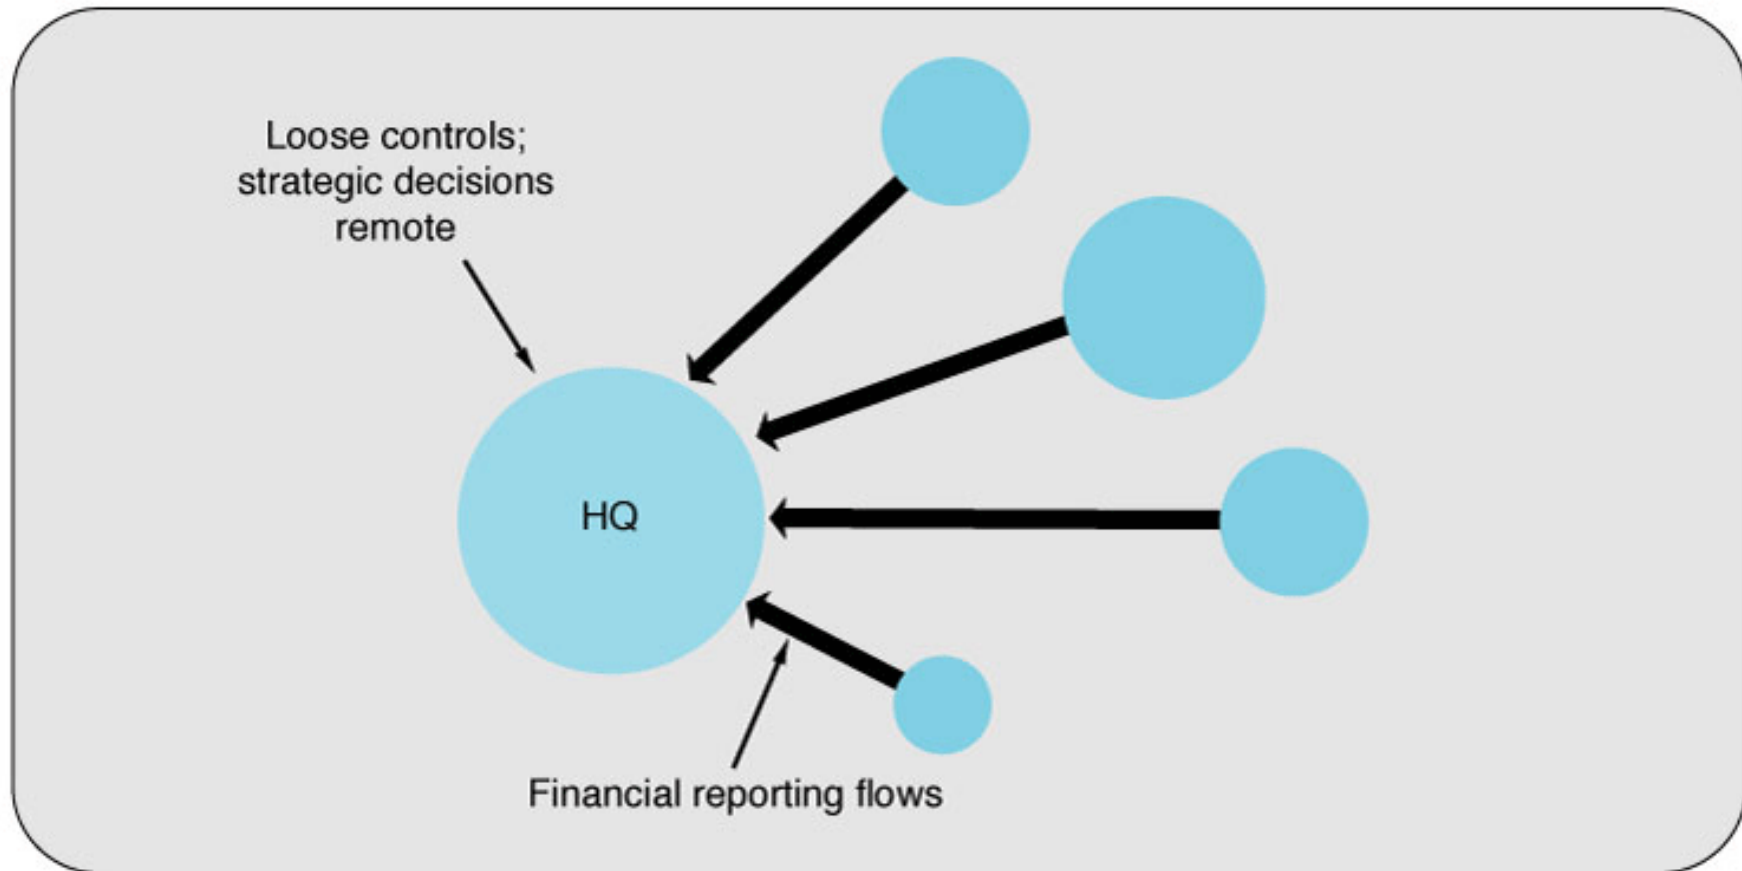 Loose controls;
strategic decisions
remote
HQ
Financial reporting flows